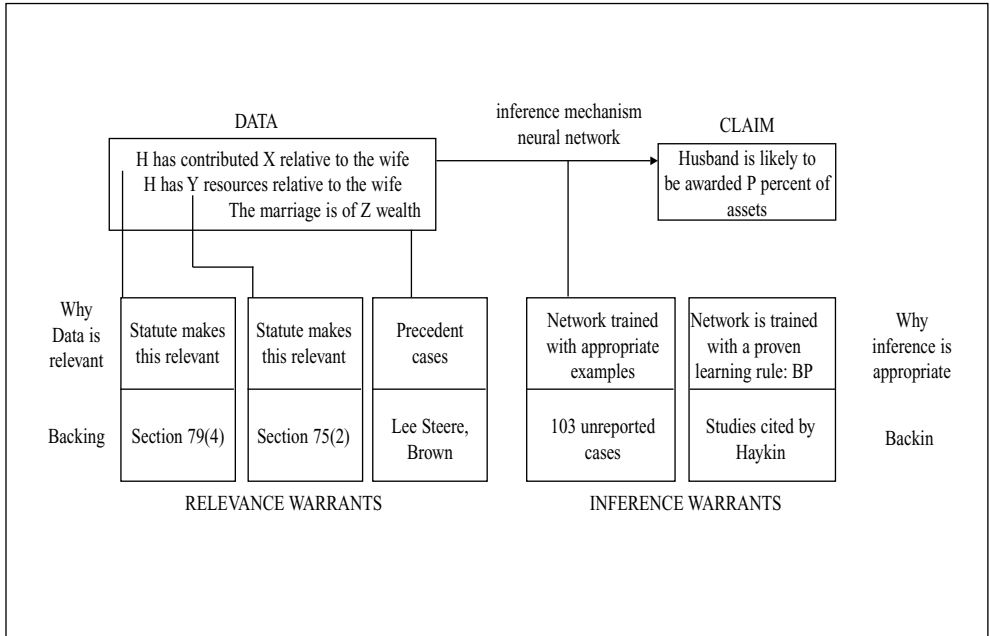 inference mechanism
neural network
DATA
CLAIM
H has contributed X relative to the wife
H has Y resources relative to the wife
The marriage is of Z wealth
Husband is likely to
be awarded P percent of
assets
Why
Data is
relevant
Statute makes
this relevant
Statute makes
this relevant
Precedent
cases
Network trained
with appropriate
examples
Network is trained
with a proven
learning rule: BP
Why
inference is
appropriate
Backing
Section 79(4)
Section 75(2)
Lee Steere,
Brown
103 unreported
cases
Studies cited by
Haykin
Backin
RELEVANCE WARRANTS
INFERENCE WARRANTS